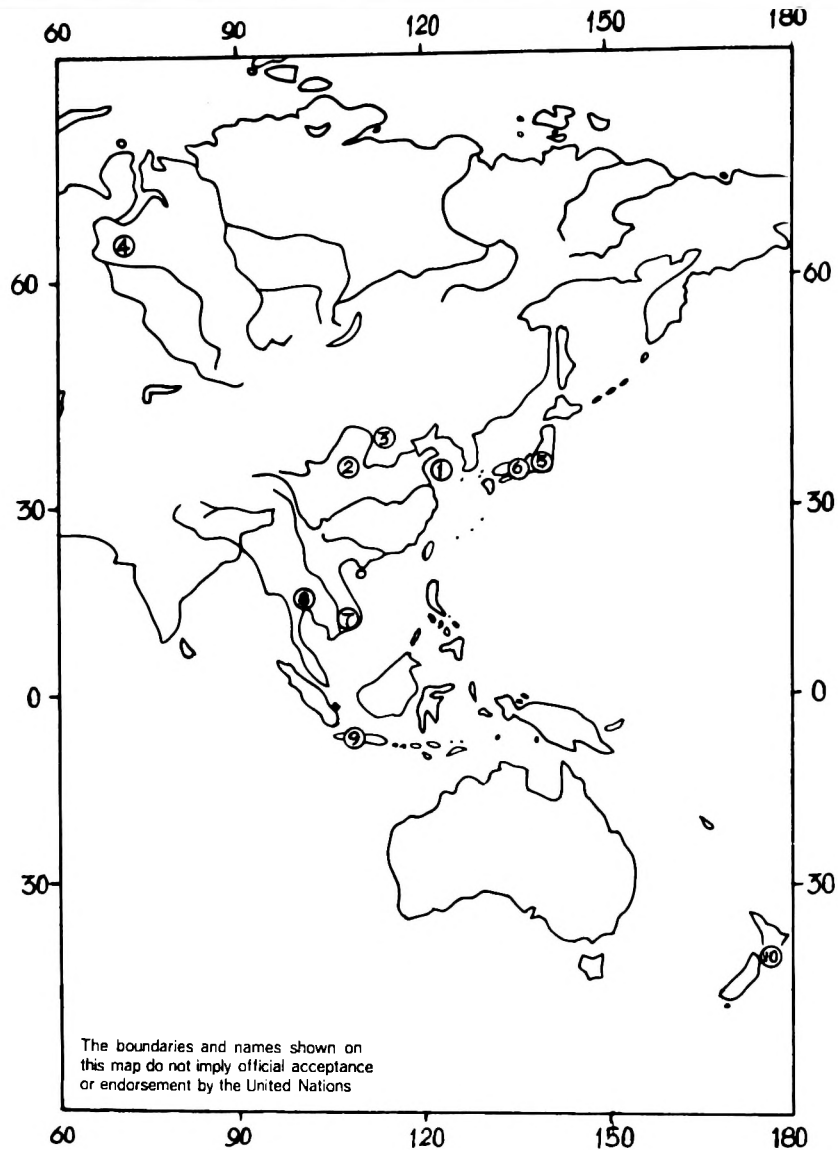 60 90 120 150 180
4
60 60
3
2 1 6 5
30 30
8 7
0 0
9
30 30
10
The boundaries and names shown on
this map do not imply official acceptance
or endorsement by the United Nations
60 90 120 150 180